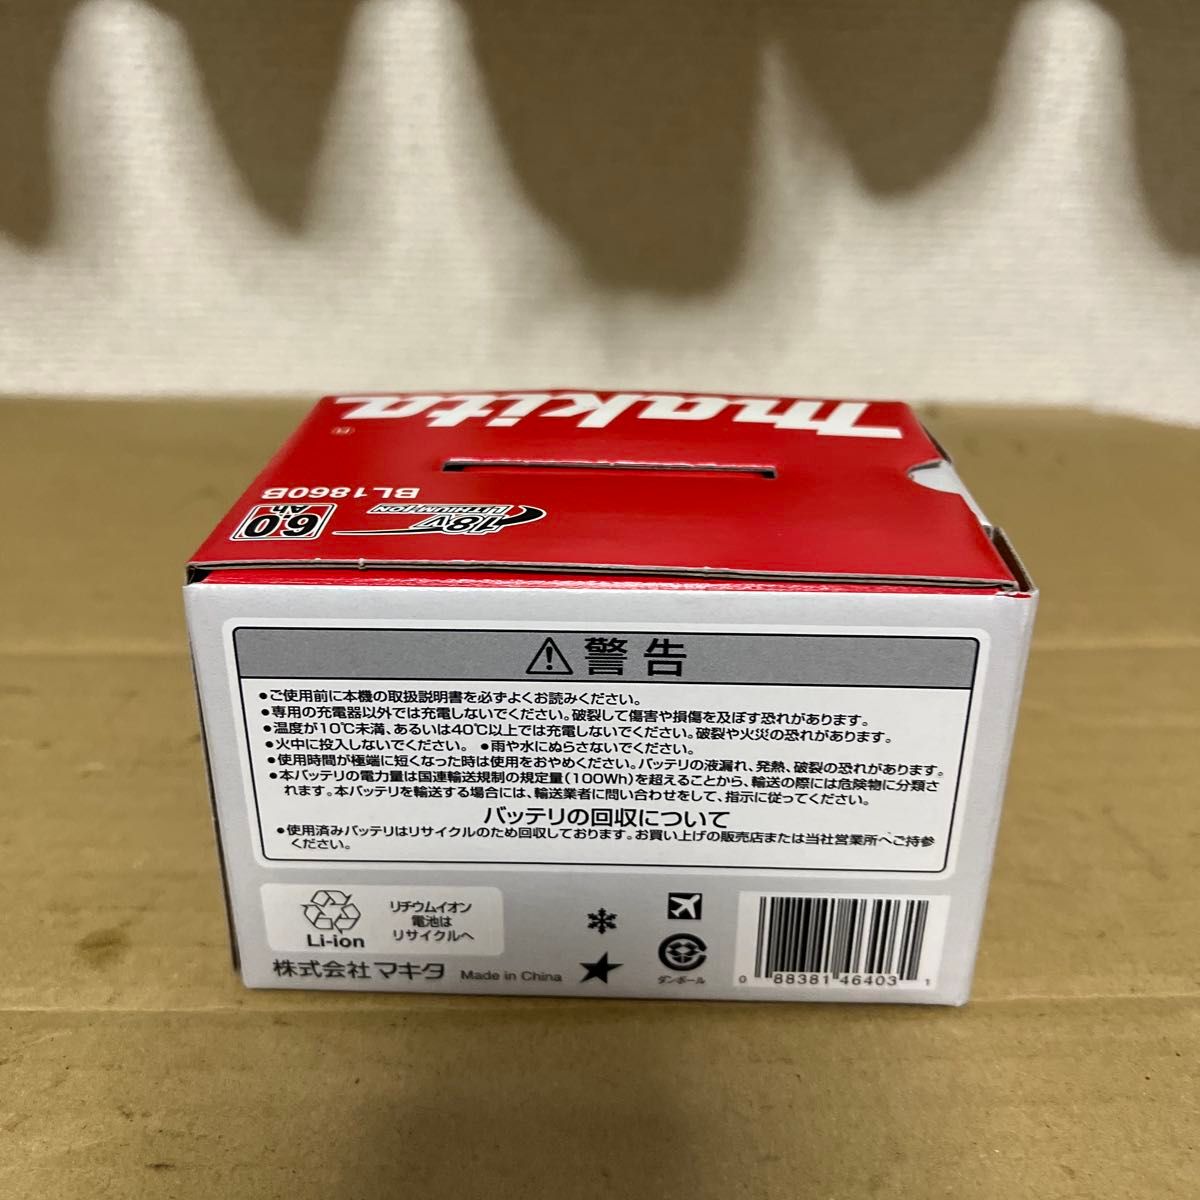 makita
®
BL1860B
18V
LITHIUM-ION
6.0
Ah
警告
●ご使用前に本機の取扱説明書を必ずよくお読みください。
●専用の充電器以外では充電しないでください。破裂して傷害や損傷を及ぼす恐れがあります。
●温度が10℃未満、あるいは40℃以上では充電しないでください。破裂や火災の恐れがあります。
●火中に投入しないでください。 ●雨や水にぬらさないでください。
●使用時間が極端に短くなった時は使用をおやめください。バッテリの液漏れ、発熱、破裂の恐れがあります。
●本バッテリの電力量は国連輸送規制の規定量(100Wh)を超えることから、輸送の際には危険物に分類さ
れます。本バッテリを輸送する場合には、輸送業者に問い合わせをして、指示に従ってください。
バッテリの回収について
●使用済みバッテリはリサイクルのため回収しております。お買い上げの販売店または当社営業所へご持参
ください。
Li-ion
リチウムイオン
電池は
リサイクルへ
株式会社マキタ Made in China
ダンボール
0 88381 46403 1